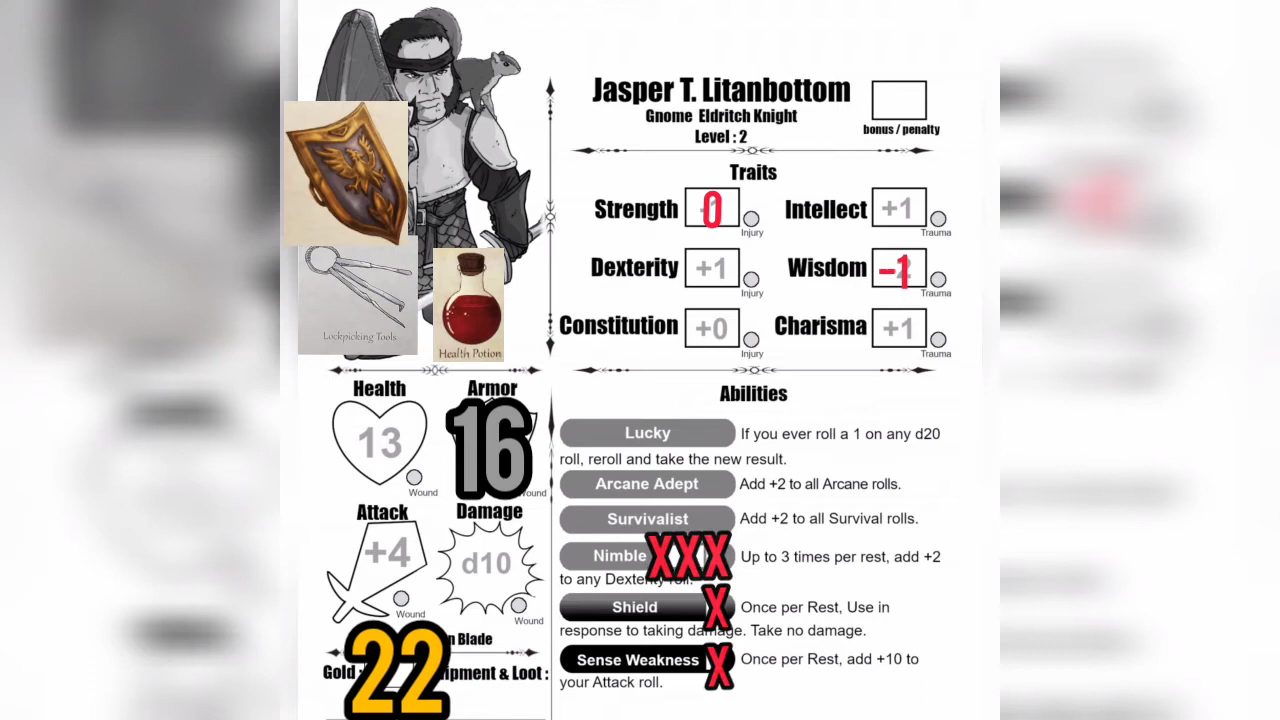 Jasper T. Litanbottom
Gnome Eldritch Knight
Level : 2
bonus / penalty
Traits
Strength 0 Injury
Intellect +1 Trauma
Dexterity +1 Injury
Wisdom -1 Trauma
Constitution +0 Injury
Charisma +1 Trauma
Lockpicking Tools
Health Potion
Health Armor
13 16
Wound Wound
Attack Damage
+4 d10
Wound Wound
Blade
Gold : 22 & Loot :
Abilities
Lucky If you ever roll a 1 on any d20
roll, reroll and take the new result.
Arcane Adept Add +2 to all Arcane rolls.
Survivalist Add +2 to all Survival rolls.
Nimble XXX Up to 3 times per rest, add +2
to any Dexterity roll.
Shield X Once per Rest, Use in
response to taking damage. Take no damage.
Sense Weakness X Once per Rest, add +10 to
your Attack roll.